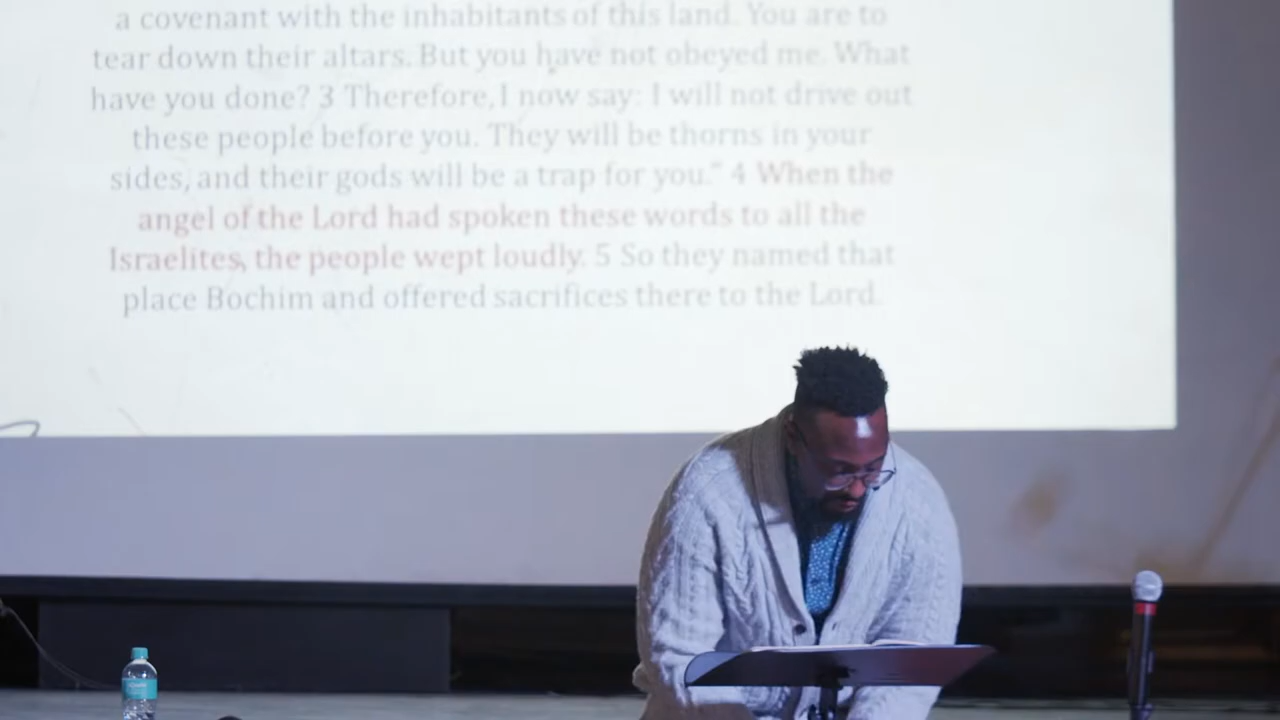 a covenant with the inhabitants of this land. You are to
tear down their altars. But you have not obeyed me. What
have you done? 3 Therefore, I now say: I will not drive out
these people before you. They will be thorns in your
sides, and their gods will be a trap for you.” 4 When the
angel of the Lord had spoken these words to all the
Israelites, the people wept loudly. 5 So they named that
place Bochim and offered sacrifices there to the Lord.